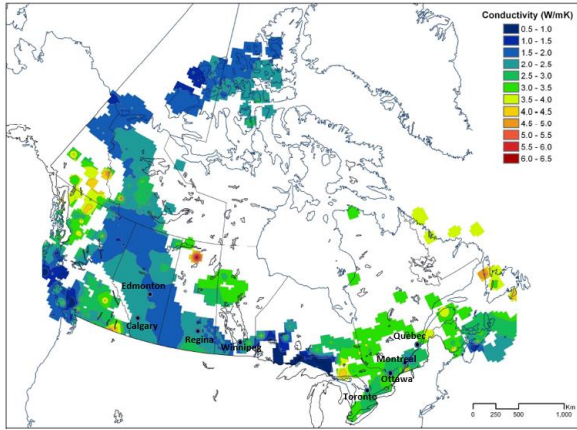 Conductivity (W/mK)
0.5 - 1.0
1.0 - 1.5
1.5 - 2.0
2.0 - 2.5
2.5 - 3.0
3.0 - 3.5
3.5 - 4.0
4.0 - 4.5
4.5 - 5.0
5.0 - 5.5
5.5 - 6.0
6.0 - 6.5
Edmonton
Calgary
Regina
Winnipeg
Quebec
Montreal
Ottawa
Toronto
0 250 500 1,000
Km